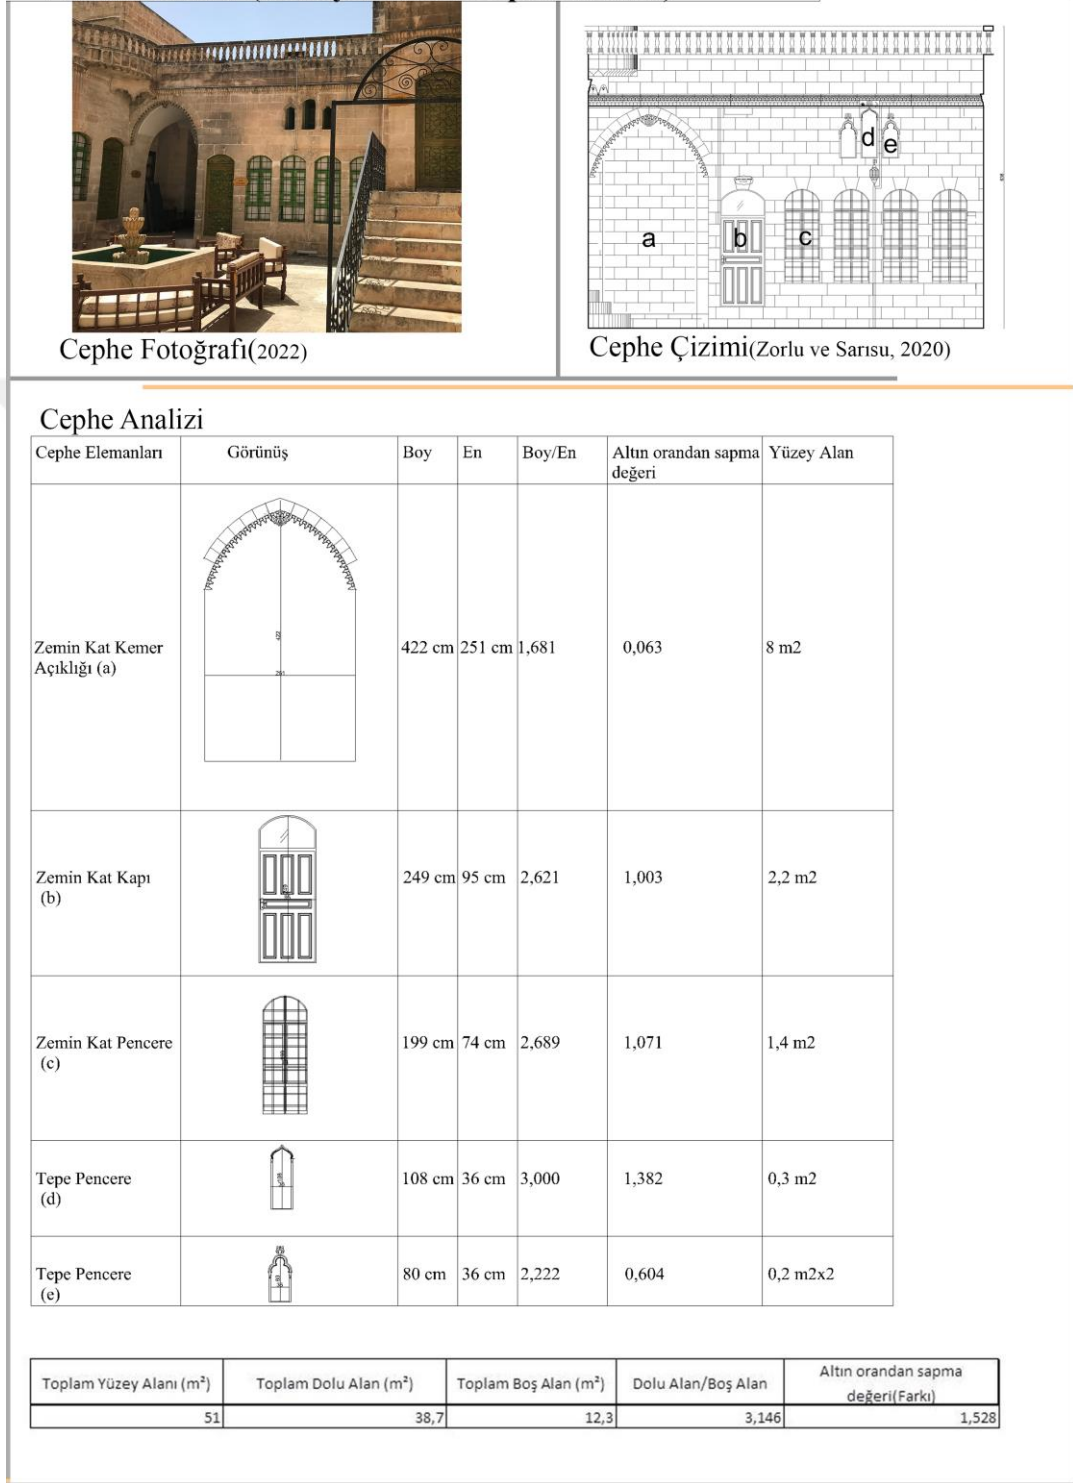 a
b
c
d
e
Cephe Fotoğrafı(2022)
Cephe Çizimi(Zorlu ve Sarısu, 2020)
Cephe Analizi
Cephe Elemanları Görünüş Boy En Boy/En Altın orandan sapma değeri Yüzey Alan
Zemin Kat Kemer Açıklığı (a) 422 cm 251 cm 1,681 0,063 8 m2
422
Zemin Kat Kapı (b) 249 cm 95 cm 2,621 1,003 2,2 m2
Zemin Kat Pencere (c) 199 cm 74 cm 2,689 1,071 1,4 m2
Tepe Pencere (d) 108 cm 36 cm 3,000 1,382 0,3 m2
Tepe Pencere (e) 80 cm 36 cm 2,222 0,604 0,2 m2x2
Toplam Yüzey Alanı (m²) Toplam Dolu Alan (m²) Toplam Boş Alan (m²) Dolu Alan/Boş Alan Altın orandan sapma değeri(Farkı)
51 38,7 12,3 3,146 1,528